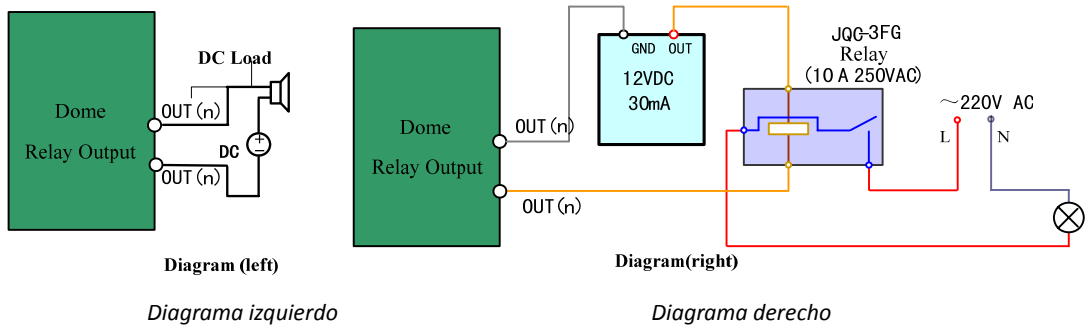 Dome
Relay Output
DC Load
OUT(n)
DC
OUT(n)
Diagram (left)
Dome
Relay Output
OUT(n)
OUT(n)
GND OUT
12VDC
30mA
JQC-3FG
Relay
(10 A 250VAC)
～220V AC
L N
Diagram(right)
Diagrama izquierdo
Diagrama derecho